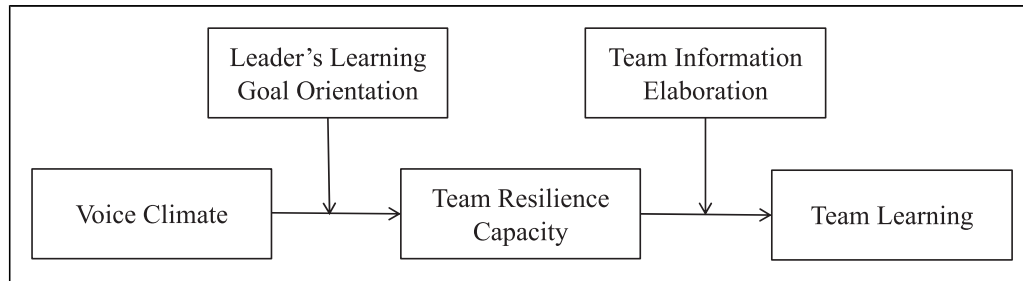 Leader’s Learning
Goal Orientation
Team Information
Elaboration
Voice Climate
Team Resilience
Capacity
Team Learning